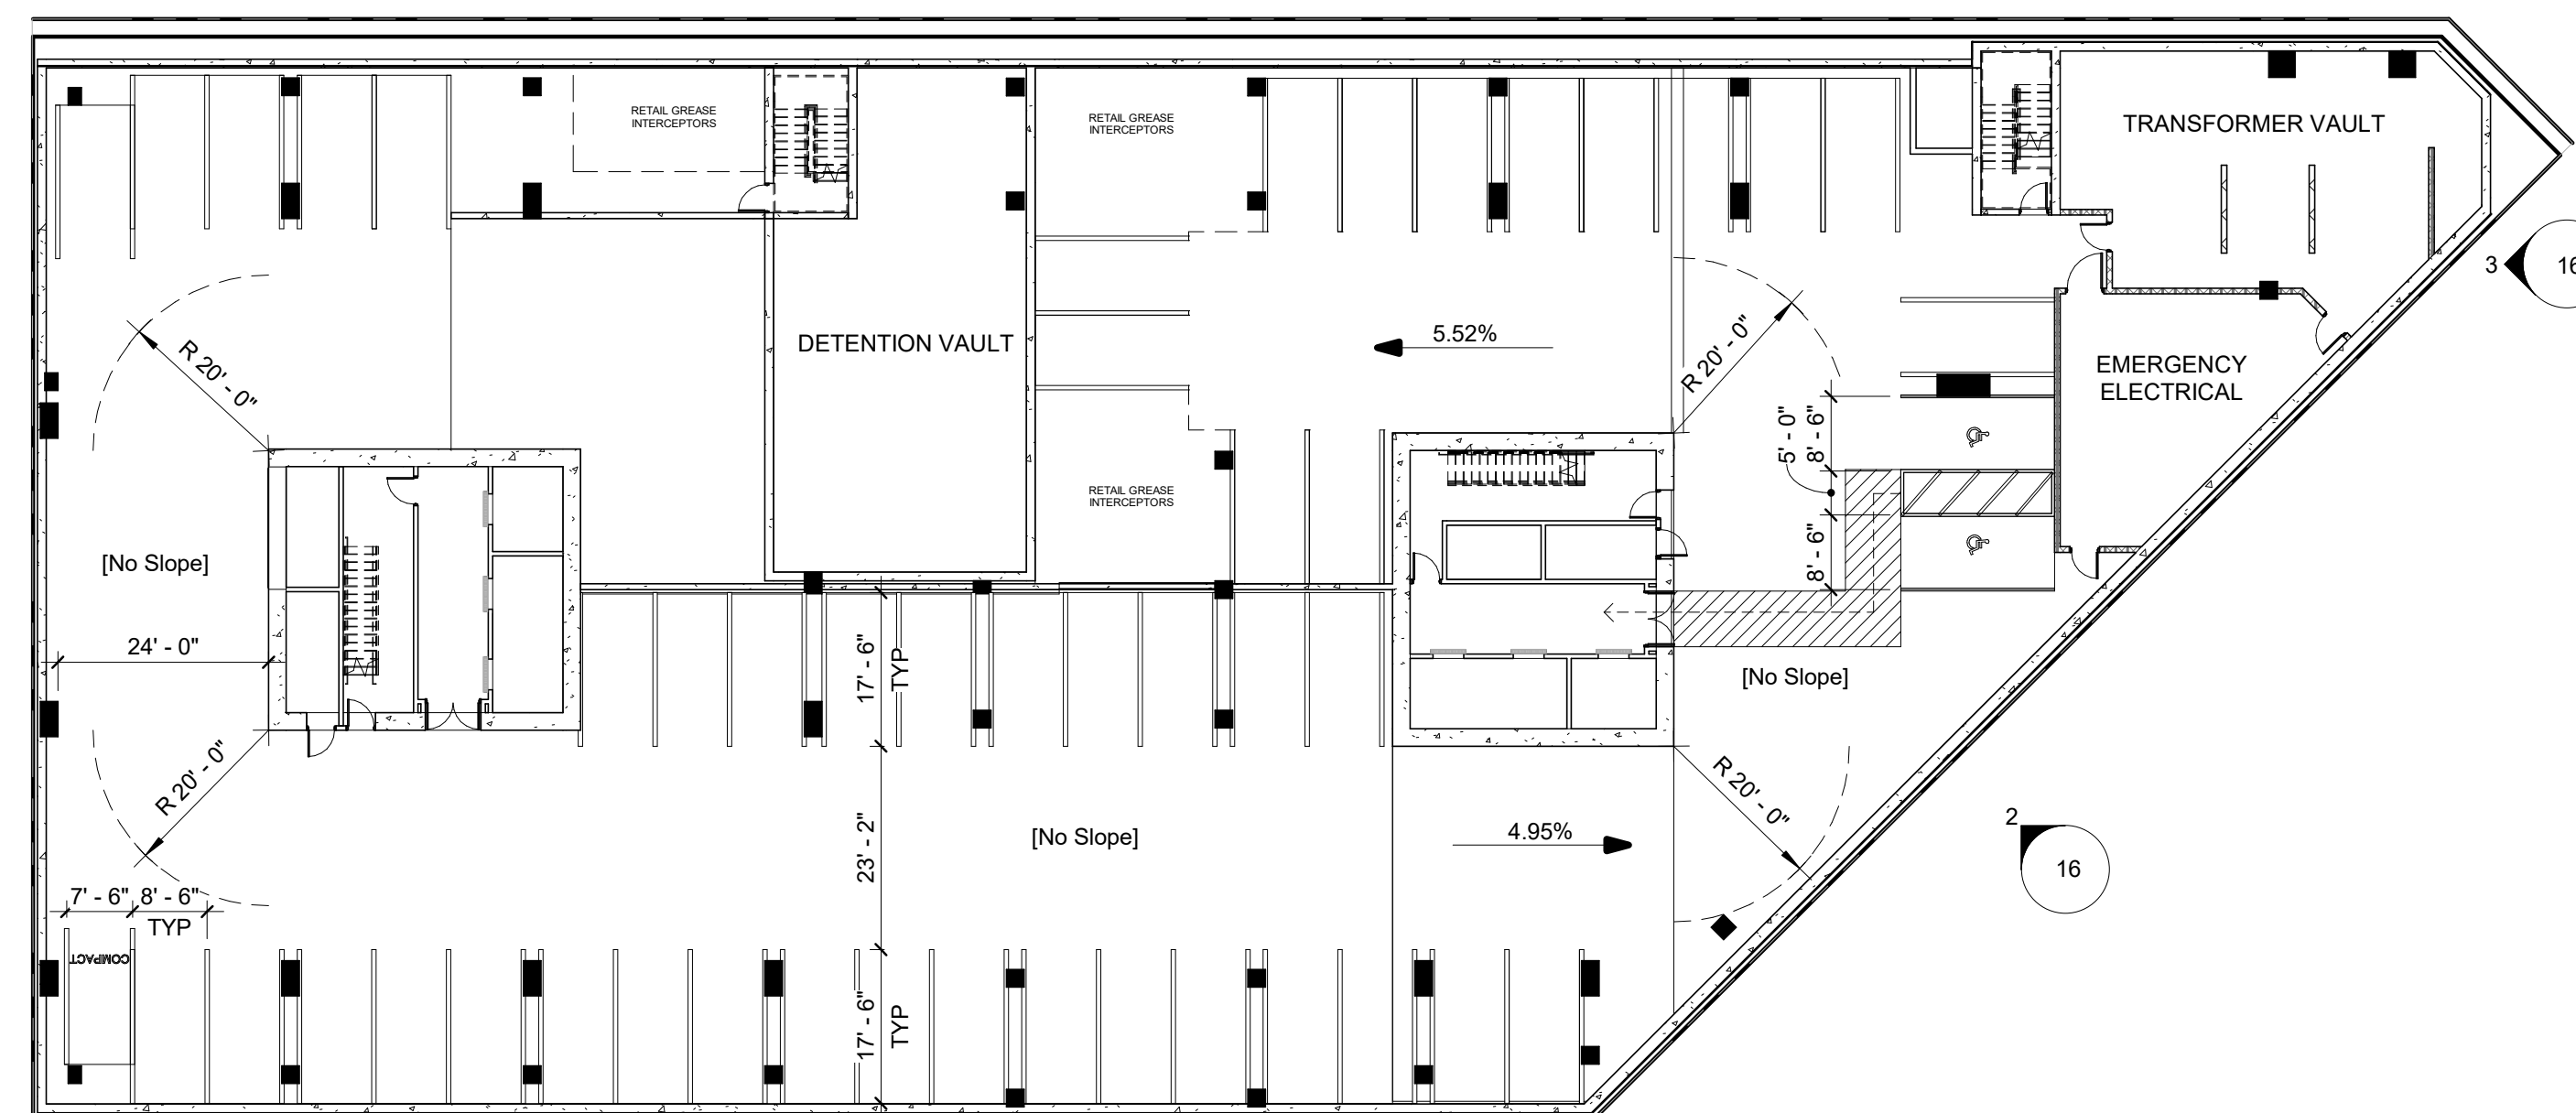 RETAIL GREASE
INTERCEPTORS
RETAIL GREASE
INTERCEPTORS
TRANSFORMER VAULT
3
DETENTION VAULT
5.52%
R 20' - 0"
R 20' - 0"
EMERGENCY
ELECTRICAL
5' - 0"
8' - 6"
RETAIL GREASE
INTERCEPTORS
8' - 6"
[No Slope]
24' - 0"
17' - 6"
TYP
[No Slope]
R 20' - 0"
R 20' - 0"
23' - 2"
[No Slope]
4.95%
2
16
7' - 6"
8' - 6"
TYP
COMPACT
17' - 6"
TYP